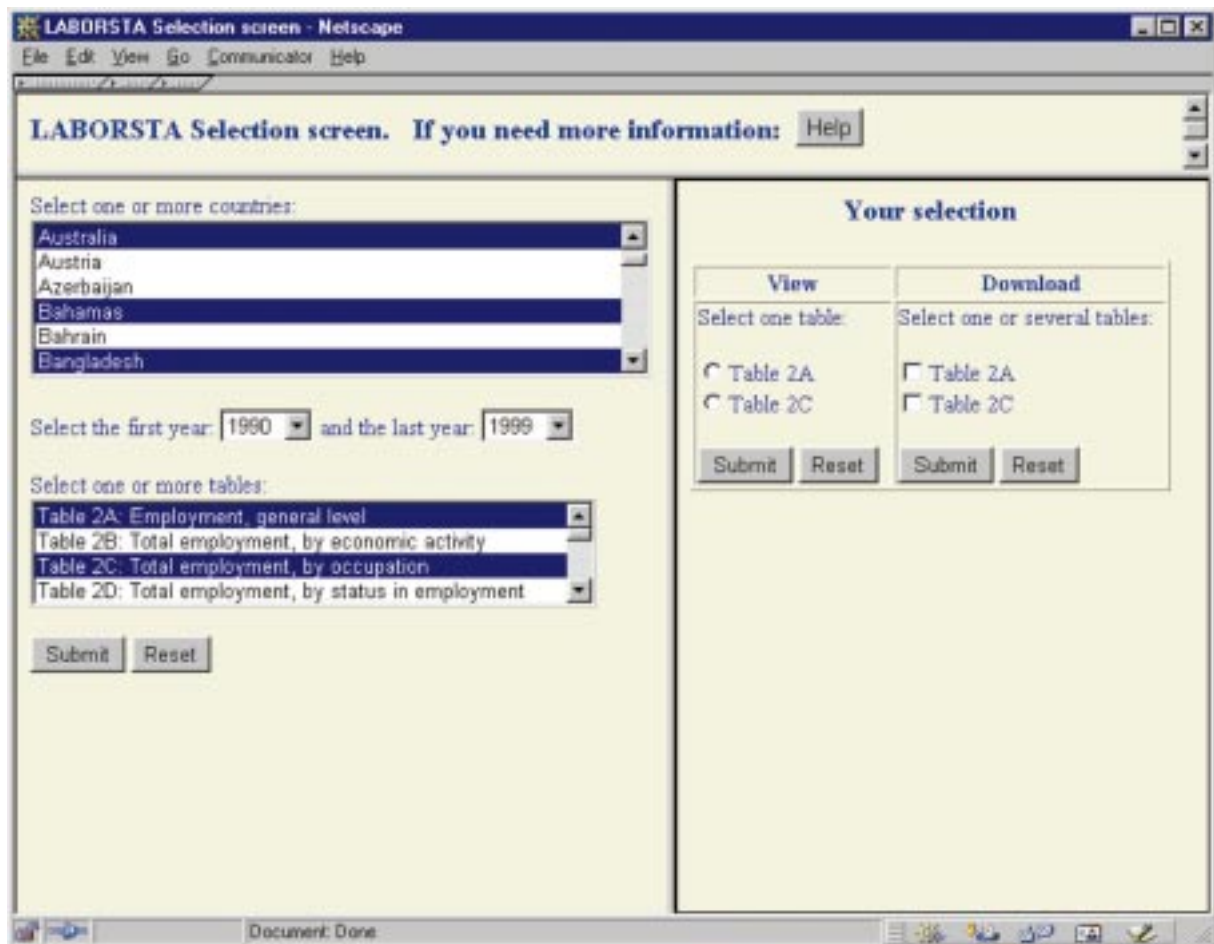 LABORSTA Selection screen - Netscape
File Edit View Go Communicator Help
LABORSTA Selection screen. If you need more information: Help
Select one or more countries:
Australia
Austria
Azerbaijan
Bahamas
Bahrain
Bangladesh
Select the first year: 1990 and the last year: 1999
Select one or more tables:
Table 2A: Employment, general level
Table 2B: Total employment, by economic activity
Table 2C: Total employment, by occupation
Table 2D: Total employment, by status in employment
Submit Reset
Your selection
View Download
Select one table: Select one or several tables:
Table 2A Table 2A
Table 2C Table 2C
Submit Reset Submit Reset
Document: Done